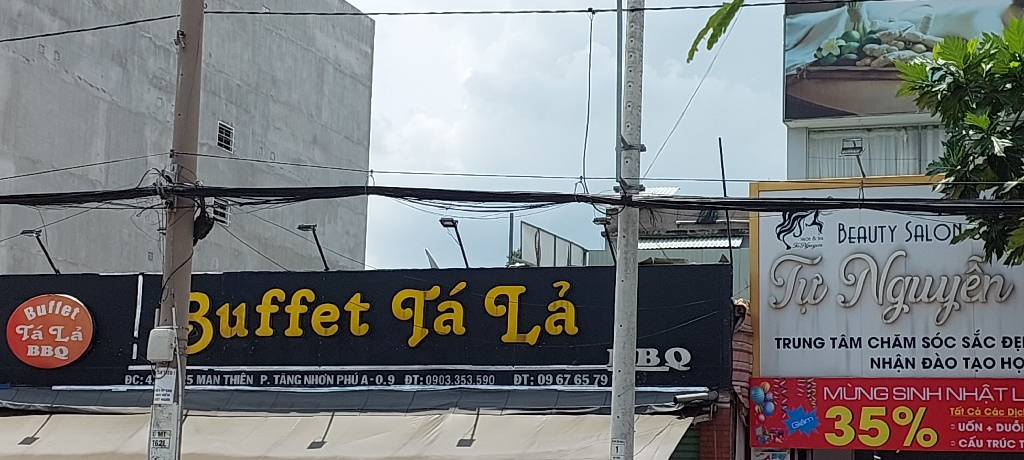 Buffet
Tá Lả
BBQ
Buffet Tá Lả
BBQ
MAN THIỆN P. TĂNG NHƠN PHÚ A - Q.9 ĐT: 0903.353.590 ĐT: 09 67 65 79
BEAUTY SALON
Tự Nguyễn
TRUNG TÂM CHĂM SÓC SẮC ĐẸ
NHẬN ĐÀO TẠO HỌ
MỪNG SINH NHẬT L
Giảm
35%
Tất Cả Các Dịc
UỐN + DUỖI
CẤU TRÚC T